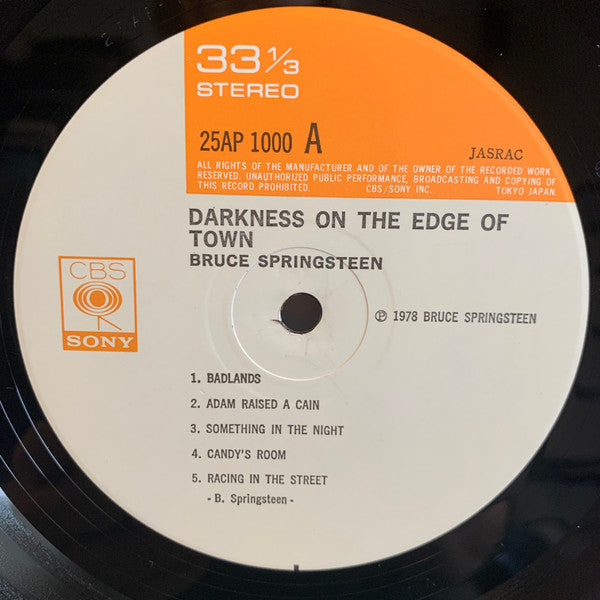 33 1/3
STEREO
25AP 1000 A
JASRAC
ALL RIGHTS OF THE MANUFACTURER AND OF THE OWNER OF THE RECORDED WORK
RESERVED. UNAUTHORIZED PUBLIC PERFORMANCE, BROADCASTING AND COPYING OF
THIS RECORD PROHIBITED. CBS/SONY INC. TOKYO JAPAN.
DARKNESS ON THE EDGE OF
TOWN
BRUCE SPRINGSTEEN
CBS
SONY
℗ 1978 BRUCE SPRINGSTEEN
1. BADLANDS
2. ADAM RAISED A CAIN
3. SOMETHING IN THE NIGHT
4. CANDY'S ROOM
5. RACING IN THE STREET
- B. Springsteen -